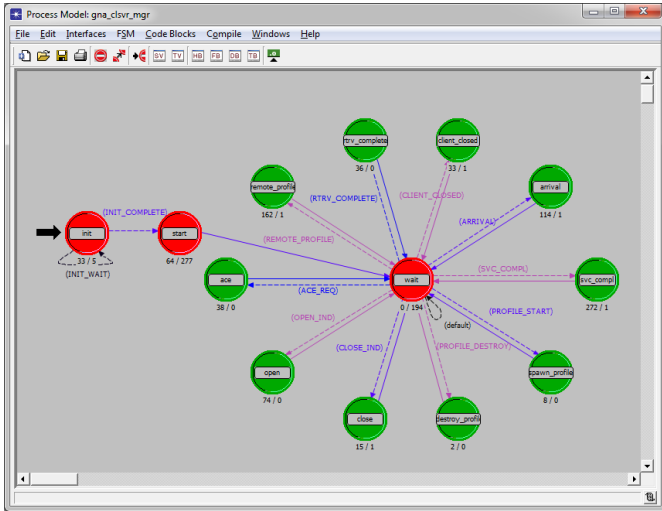 Process Model: gna_clsvr_mgr
File Edit Interfaces FSM Code Blocks Compile Windows Help
SV TV HB FB DB TB
rtrv_complete
36 / 0
client_closed
33 / 1
remote_profile
162 / 1
arrival
114 / 1
(RTRV_COMPLETE)
(CLIENT_CLOSED)
(INIT_COMPLETE)
(ARRIVAL)
init
33 / 5
start
64 / 277
(REMOTE_PROFILE)
(INIT_WAIT)
ace
38 / 0
(ACE_REQ)
wait
0 / 194
(SVC_COMPL)
svc_compl
272 / 1
(OPEN_IND)
(default)
(PROFILE_START)
(CLOSE_IND)
(PROFILE_DESTROY)
open
74 / 0
spawn_profile
8 / 0
close
15 / 1
destroy_profil
2 / 0